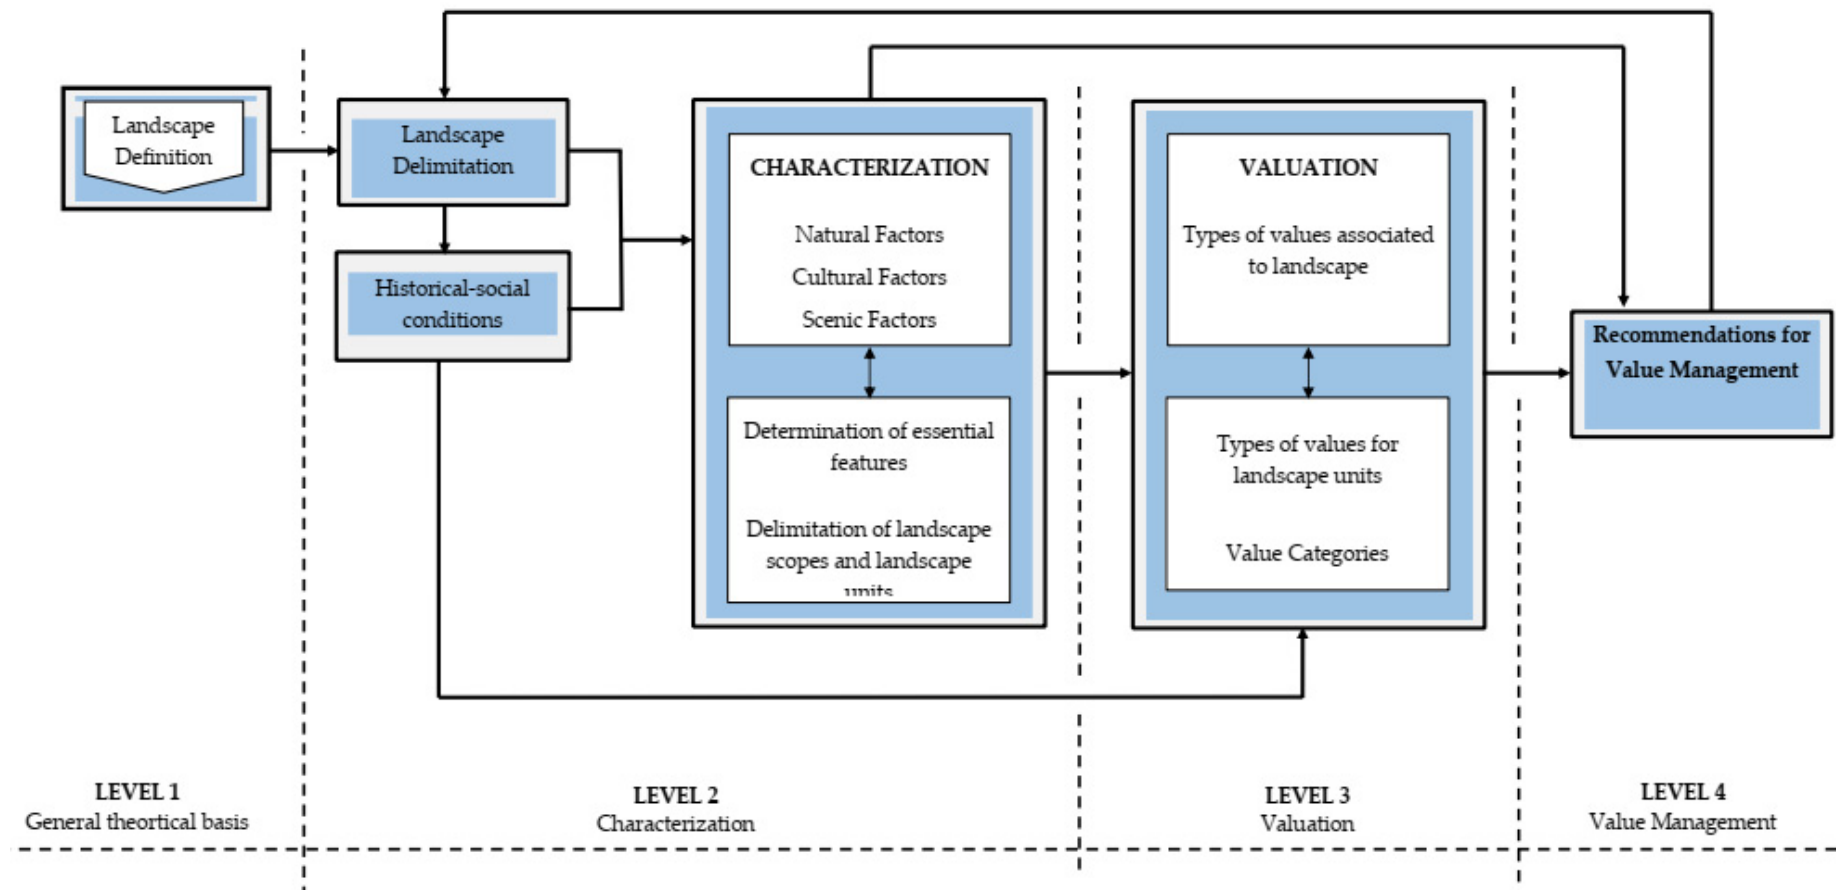 Landscape
Definition
Landscape
Delimitation
Historical-social
conditions
CHARACTERIZATION
Natural Factors
Cultural Factors
Scenic Factors
Determination of essential
features
Delimitation of landscape
scopes and landscape
units
VALUATION
Types of values associated
to landscape
Types of values for
landscape units
Value Categories
Recommendations for
Value Management
LEVEL 1
General theortical basis
LEVEL 2
Characterization
LEVEL 3
Valuation
LEVEL 4
Value Management